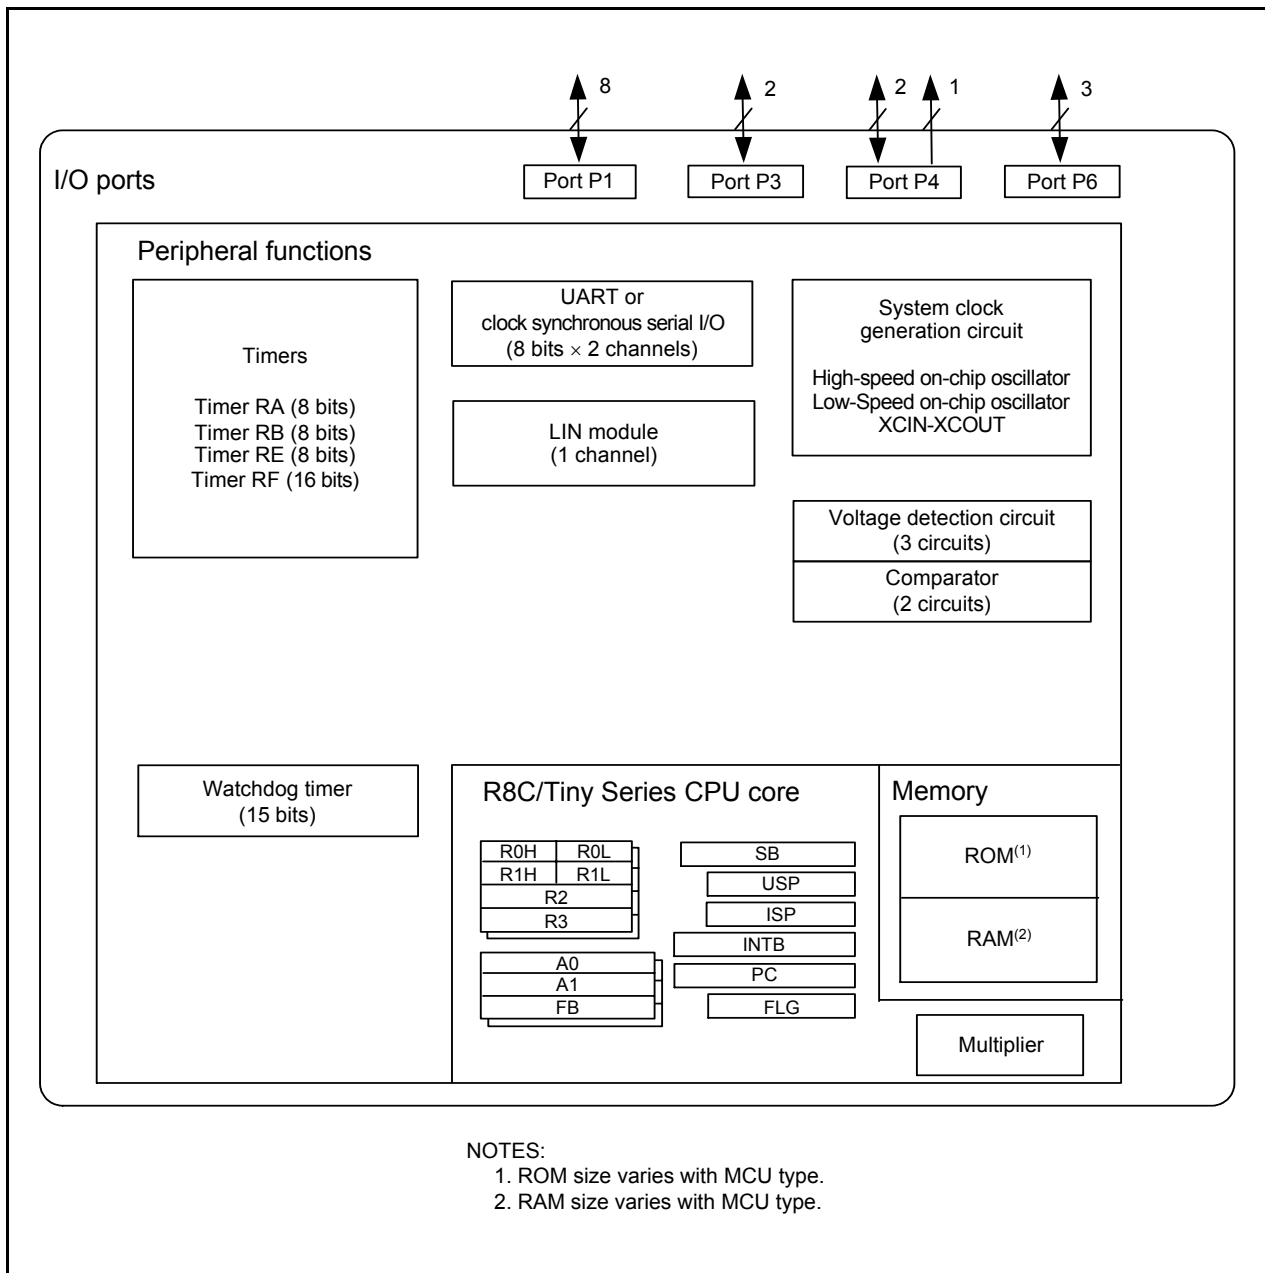 8
2
2
1
3
I/O ports
Port P1
Port P3
Port P4
Port P6
Peripheral functions
Timers
Timer RA (8 bits)
Timer RB (8 bits)
Timer RE (8 bits)
Timer RF (16 bits)
UART or
clock synchronous serial I/O
(8 bits × 2 channels)
LIN module
(1 channel)
System clock
generation circuit
High-speed on-chip oscillator
Low-Speed on-chip oscillator
XCIN-XCOUT
Voltage detection circuit
(3 circuits)
Comparator
(2 circuits)
Watchdog timer
(15 bits)
R8C/Tiny Series CPU core
R0H
R0L
R1H
R1L
R2
R3
A0
A1
FB
SB
USP
ISP
INTB
PC
FLG
Memory
ROM(1)
RAM(2)
Multiplier
NOTES:
1. ROM size varies with MCU type.
2. RAM size varies with MCU type.